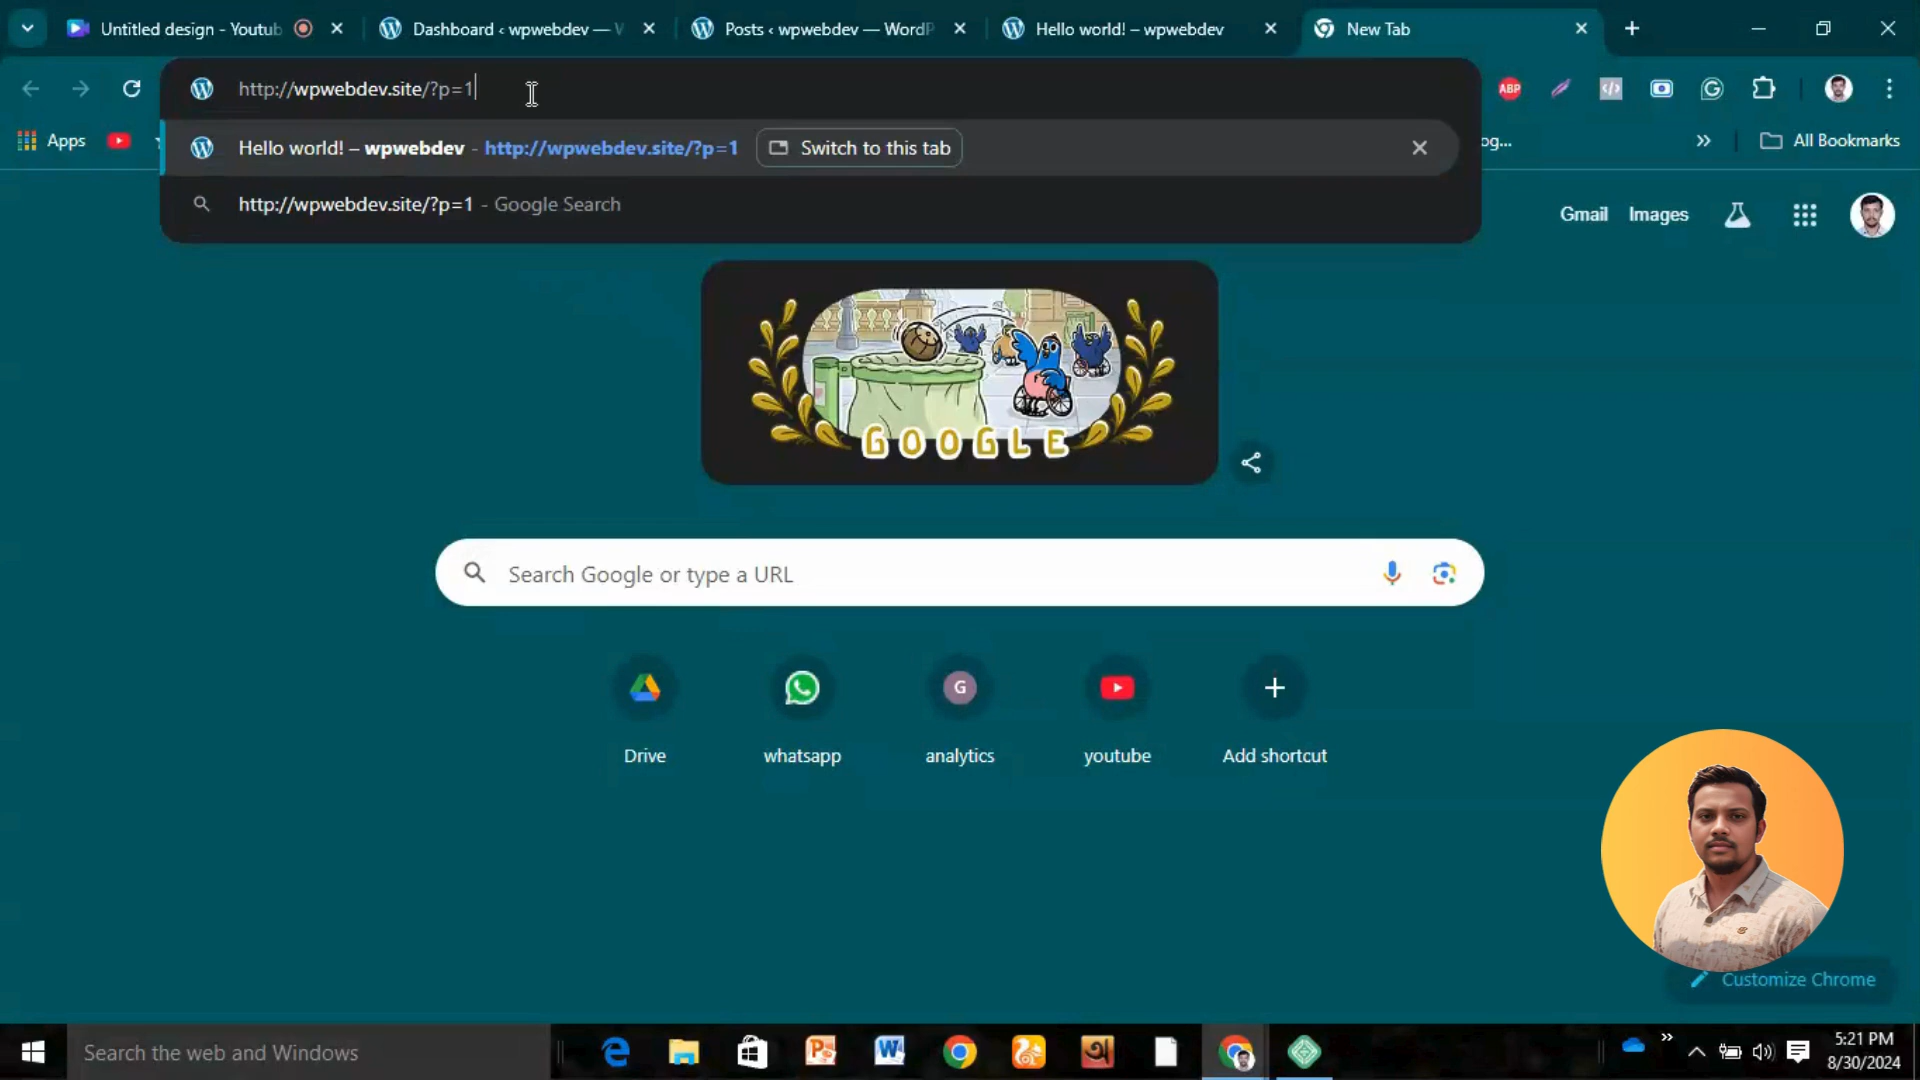 Untitled design - Youtub
Dashboard ‹ wpwebdev — W
Posts ‹ wpwebdev — WordP
Hello world! – wpwebdev
New Tab
http://wpwebdev.site/?p=1
ABP
Apps
Hello world! – wpwebdev - http://wpwebdev.site/?p=1 Switch to this tab
og...
All Bookmarks
http://wpwebdev.site/?p=1 - Google Search
Gmail Images
GOOGLE
Search Google or type a URL
G
Drive
whatsapp
analytics
youtube
Add shortcut
Customize Chrome
Search the web and Windows
অ
5:21 PM
8/30/2024